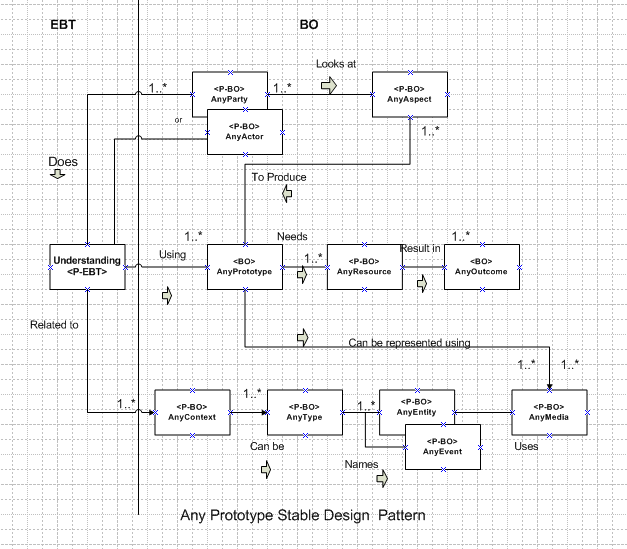 EBT
BO
Looks at
1..*
<P-BO>
AnyParty
1..*
<P-BO>
AnyAspect
or
<P-BO>
AnyActor
1..*
Does
To Produce
1..*
Needs
Understanding
<P-EBT>
Using
<BO>
AnyPrototype
1..*
<P-BO>
AnyResource
Result in
1..*
<BO>
AnyOutcome
Related to
Can be represented using
1..*
1..*
1..*
<P-BO>
AnyContext
1..*
<P-BO>
AnyType
1..*
<P-BO>
AnyEntity
<P-BO>
AnyMedia
Can be
<P-BO>
AnyEvent
Uses
Names
Any Prototype Stable Design Pattern